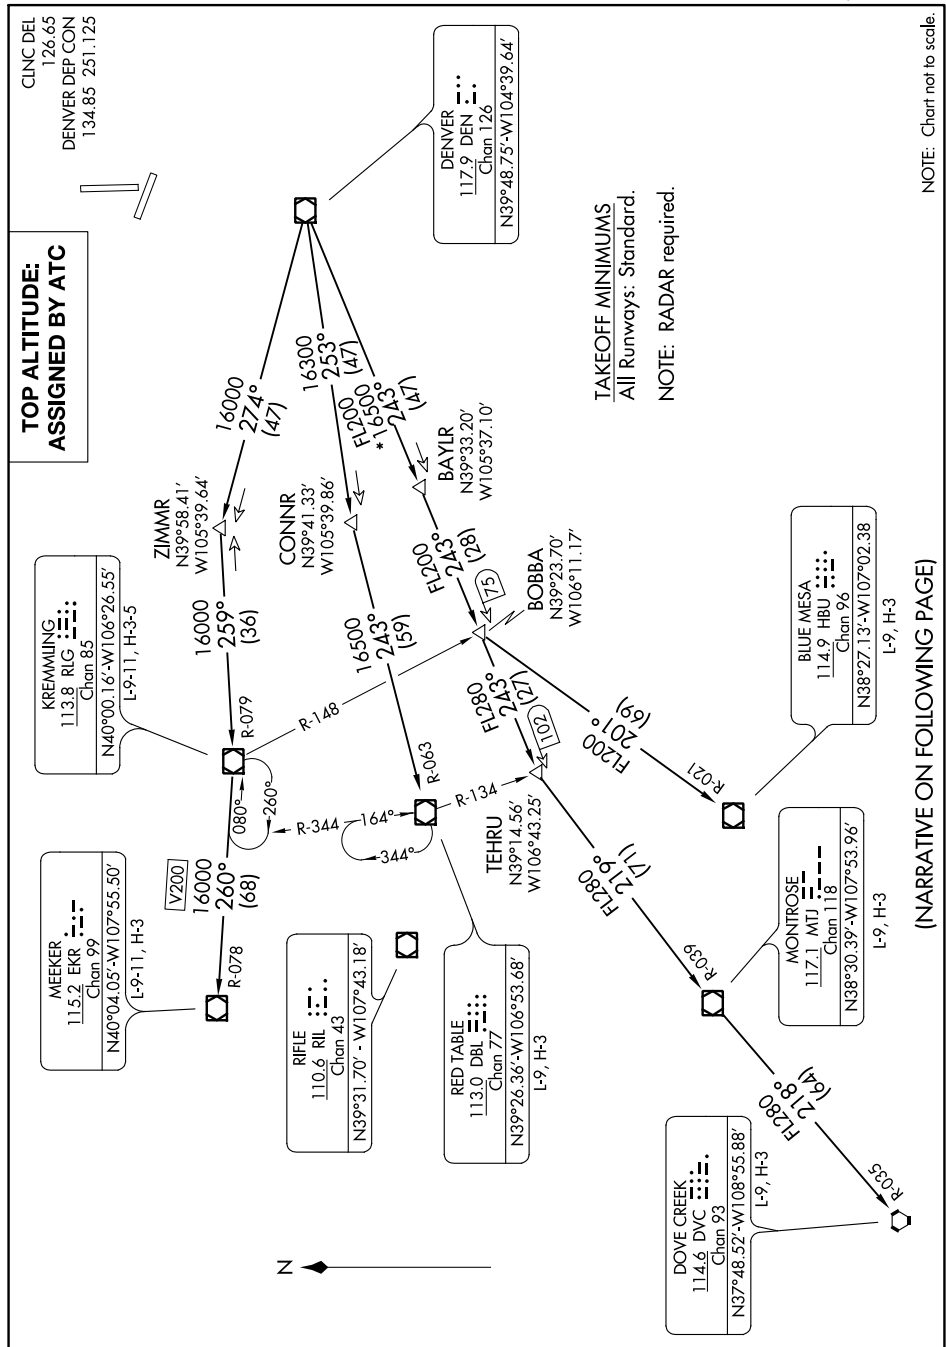 CLNC DEL
126.65
DENVER DEP CON
134.85 251.125
TOP ALTITUDE:
ASSIGNED BY ATC
DENVER
117.9 DEN
Chan 126
N39°48.75′-W104°39.64′
16000
274°
(47)
16300
253°
(47)
FL200
*16500
243°
(47)
ZIMMR
N39°58.41′
W105°39.64′
CONNR
N39°41.33′
W105°39.86′
BAYLR
N39°33.20′
W105°37.10′
TAKEOFF MINIMUMS
All Runways: Standard.
NOTE: RADAR required.
NOTE: Chart not to scale.
KREMMLING
113.8 RLG
Chan 85
N40°00.16′-W106°26.55′
L-9-11, H-3-5
16000
259°
(36)
R-079
R-148
16500
243°
(59)
R-063
FL200
243°
(28)
75
BOBBA
N39°23.70′
W106°11.17′
FL280
243°
(27)
102
FL200
201°
(69)
R-021
BLUE MESA
114.9 HBU
Chan 96
N38°27.13′-W107°02.38
L-9, H-3
080°
260°
R-344
164°
344°
R-134
TEHRU
N39°14.56′
W106°43.25′
V200
16000
260°
(68)
R-078
MEEKER
115.2 EKR
Chan 99
N40°04.05′-W107°55.50′
L-9-11, H-3
RIFLE
110.6 RIL
Chan 43
N39°31.70′ - W107°43.18′
RED TABLE
113.0 DBL
Chan 77
N39°26.36′-W106°53.68′
L-9, H-3
FL280
219°
(71)
R-039
MONTROSE
117.1 MTJ
Chan 118
N38°30.39′-W107°53.96′
L-9, H-3
FL280
218°
(64)
R-035
DOVE CREEK
114.6 DVC
Chan 93
N37°48.52′-W108°55.88′
L-9, H-3
N
(NARRATIVE ON FOLLOWING PAGE)